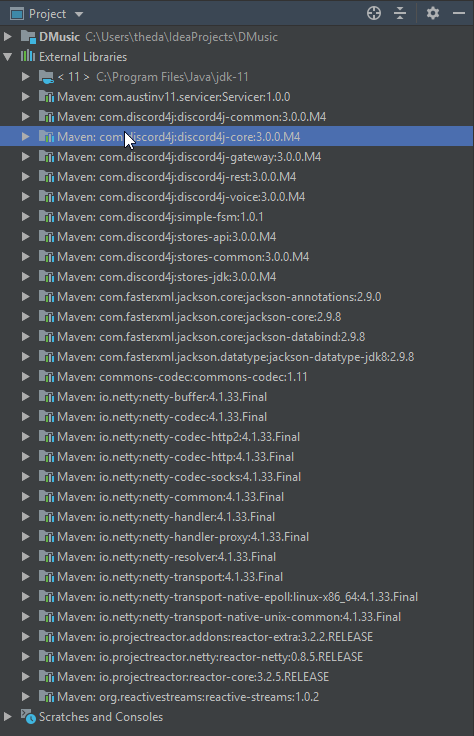 Project
DMusic C:\Users\theda\IdeaProjects\DMusic
External Libraries
< 11 > C:\Program Files\Java\jdk-11
Maven: com.austinv11.servicer:Servicer:1.0.0
Maven: com.discord4j:discord4j-common:3.0.0.M4
Maven: com.discord4j:discord4j-core:3.0.0.M4
Maven: com.discord4j:discord4j-gateway:3.0.0.M4
Maven: com.discord4j:discord4j-rest:3.0.0.M4
Maven: com.discord4j:discord4j-voice:3.0.0.M4
Maven: com.discord4j:simple-fsm:1.0.1
Maven: com.discord4j:stores-api:3.0.0.M4
Maven: com.discord4j:stores-common:3.0.0.M4
Maven: com.discord4j:stores-jdk:3.0.0.M4
Maven: com.fasterxml.jackson.core:jackson-annotations:2.9.0
Maven: com.fasterxml.jackson.core:jackson-core:2.9.8
Maven: com.fasterxml.jackson.core:jackson-databind:2.9.8
Maven: com.fasterxml.jackson.datatype:jackson-datatype-jdk8:2.9.8
Maven: commons-codec:commons-codec:1.11
Maven: io.netty:netty-buffer:4.1.33.Final
Maven: io.netty:netty-codec:4.1.33.Final
Maven: io.netty:netty-codec-http2:4.1.33.Final
Maven: io.netty:netty-codec-http:4.1.33.Final
Maven: io.netty:netty-codec-socks:4.1.33.Final
Maven: io.netty:netty-common:4.1.33.Final
Maven: io.netty:netty-handler:4.1.33.Final
Maven: io.netty:netty-handler-proxy:4.1.33.Final
Maven: io.netty:netty-resolver:4.1.33.Final
Maven: io.netty:netty-transport:4.1.33.Final
Maven: io.netty:netty-transport-native-epoll:linux-x86_64:4.1.33.Final
Maven: io.netty:netty-transport-native-unix-common:4.1.33.Final
Maven: io.projectreactor.addons:reactor-extra:3.2.2.RELEASE
Maven: io.projectreactor.netty:reactor-netty:0.8.5.RELEASE
Maven: io.projectreactor:reactor-core:3.2.5.RELEASE
Maven: org.reactivestreams:reactive-streams:1.0.2
Scratches and Consoles